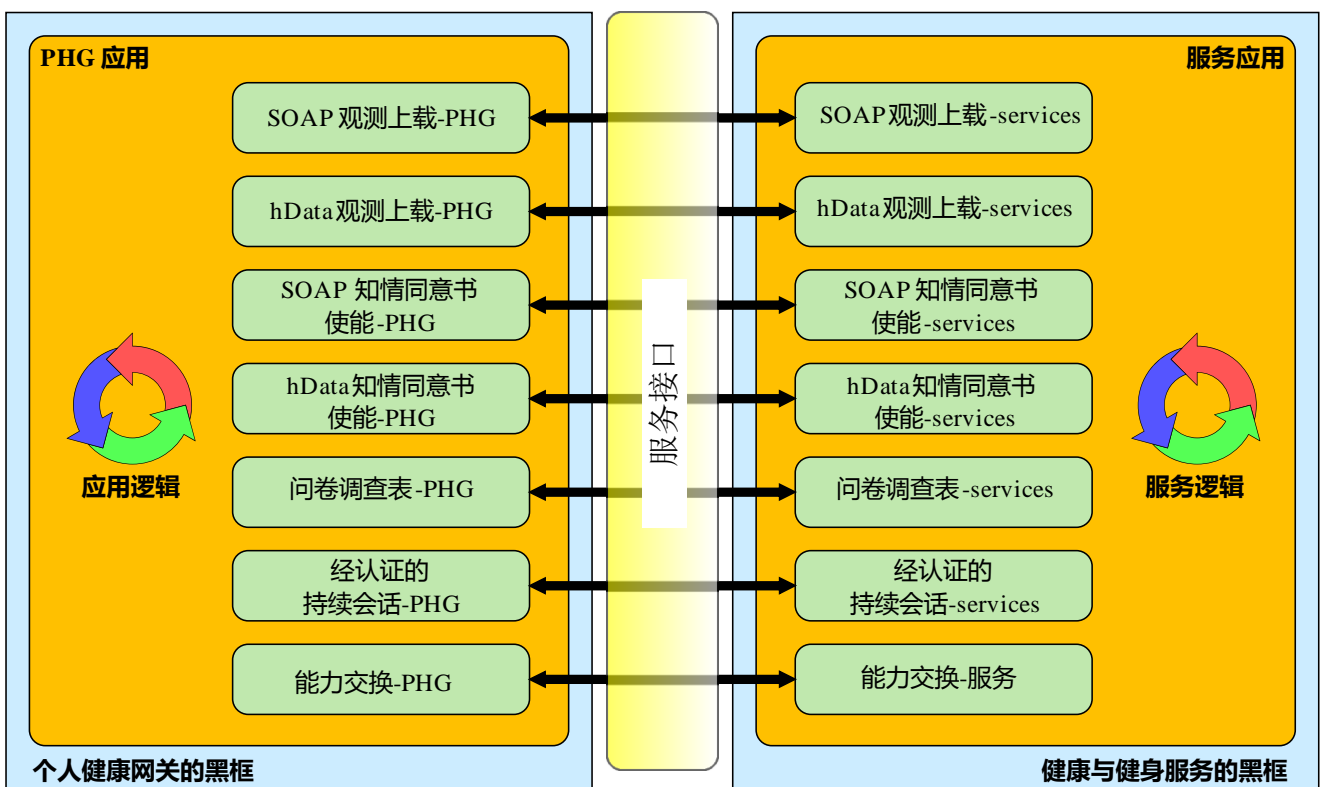 PHG 应用
SOAP 观测上载-PHG
hData观测上载-PHG
SOAP 知情同意书
使能-PHG
hData知情同意书
使能-PHG
问卷调查表-PHG
经认证的
持续会话-PHG
能力交换-PHG
应用逻辑
个人健康网关的黑框
服务接口
服务应用
SOAP观测上载-services
hData观测上载-services
SOAP 知情同意书
使能-services
hData知情同意书
使能-services
问卷调查表-services
经认证的
持续会话-services
能力交换-服务
服务逻辑
健康与健身服务的黑框